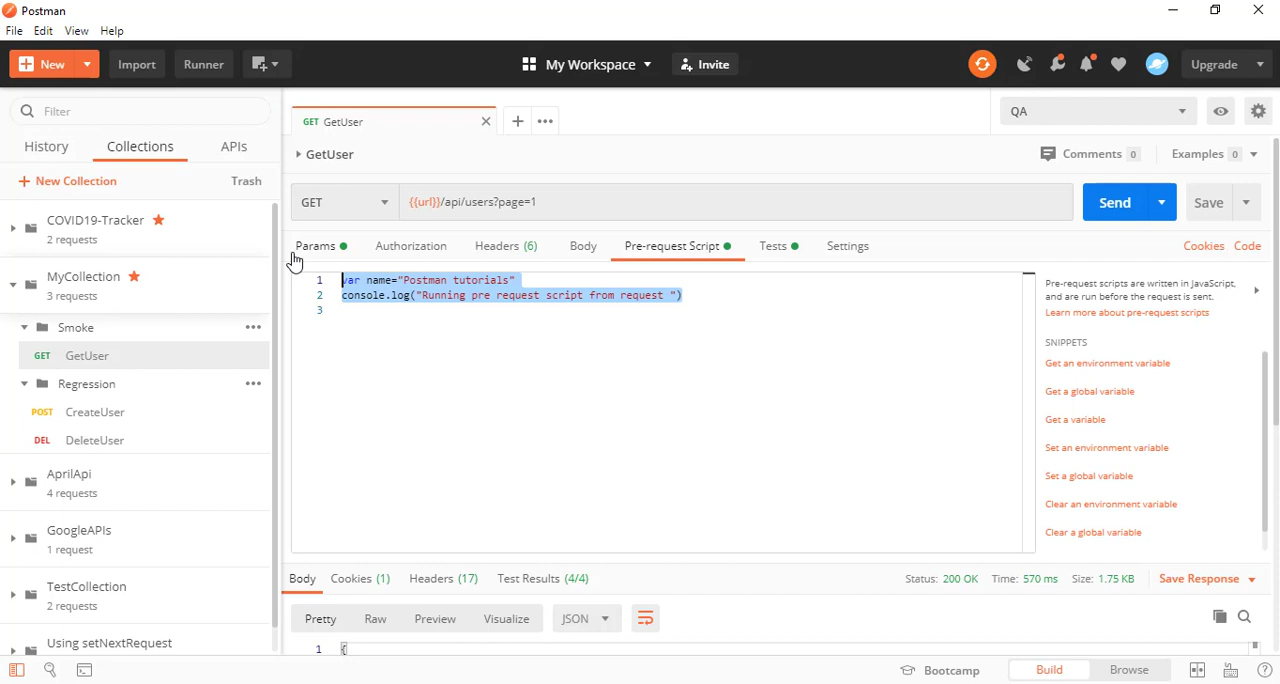 Postman
File Edit View Help
New Import Runner My Workspace Invite Upgrade
Filter
History Collections APIs
New Collection Trash
COVID19-Tracker
2 requests
MyCollection
3 requests
Smoke
GET GetUser
Regression
POST CreateUser
DEL DeleteUser
AprilApi
4 requests
GoogleAPIs
1 request
TestCollection
2 requests
Using setNextRequest
GET GetUser
QA
GetUser
Comments 0 Examples 0
GET {{url}}/api/users?page=1 Send Save
Params Authorization Headers (6) Body Pre-request Script Tests Settings Cookies Code
1 var name="Postman tutorials"
2 console.log("Running pre request script from request ")
3
Pre-request scripts are written in JavaScript,
and are run before the request is sent.
Learn more about pre-request scripts
SNIPPETS
Get an environment variable
Get a global variable
Get a variable
Set an environment variable
Set a global variable
Clear an environment variable
Clear a global variable
Body Cookies (1) Headers (17) Test Results (4/4) Status: 200 OK Time: 570 ms Size: 1.75 KB Save Response
Pretty Raw Preview Visualize JSON
1 {
Bootcamp Build Browse